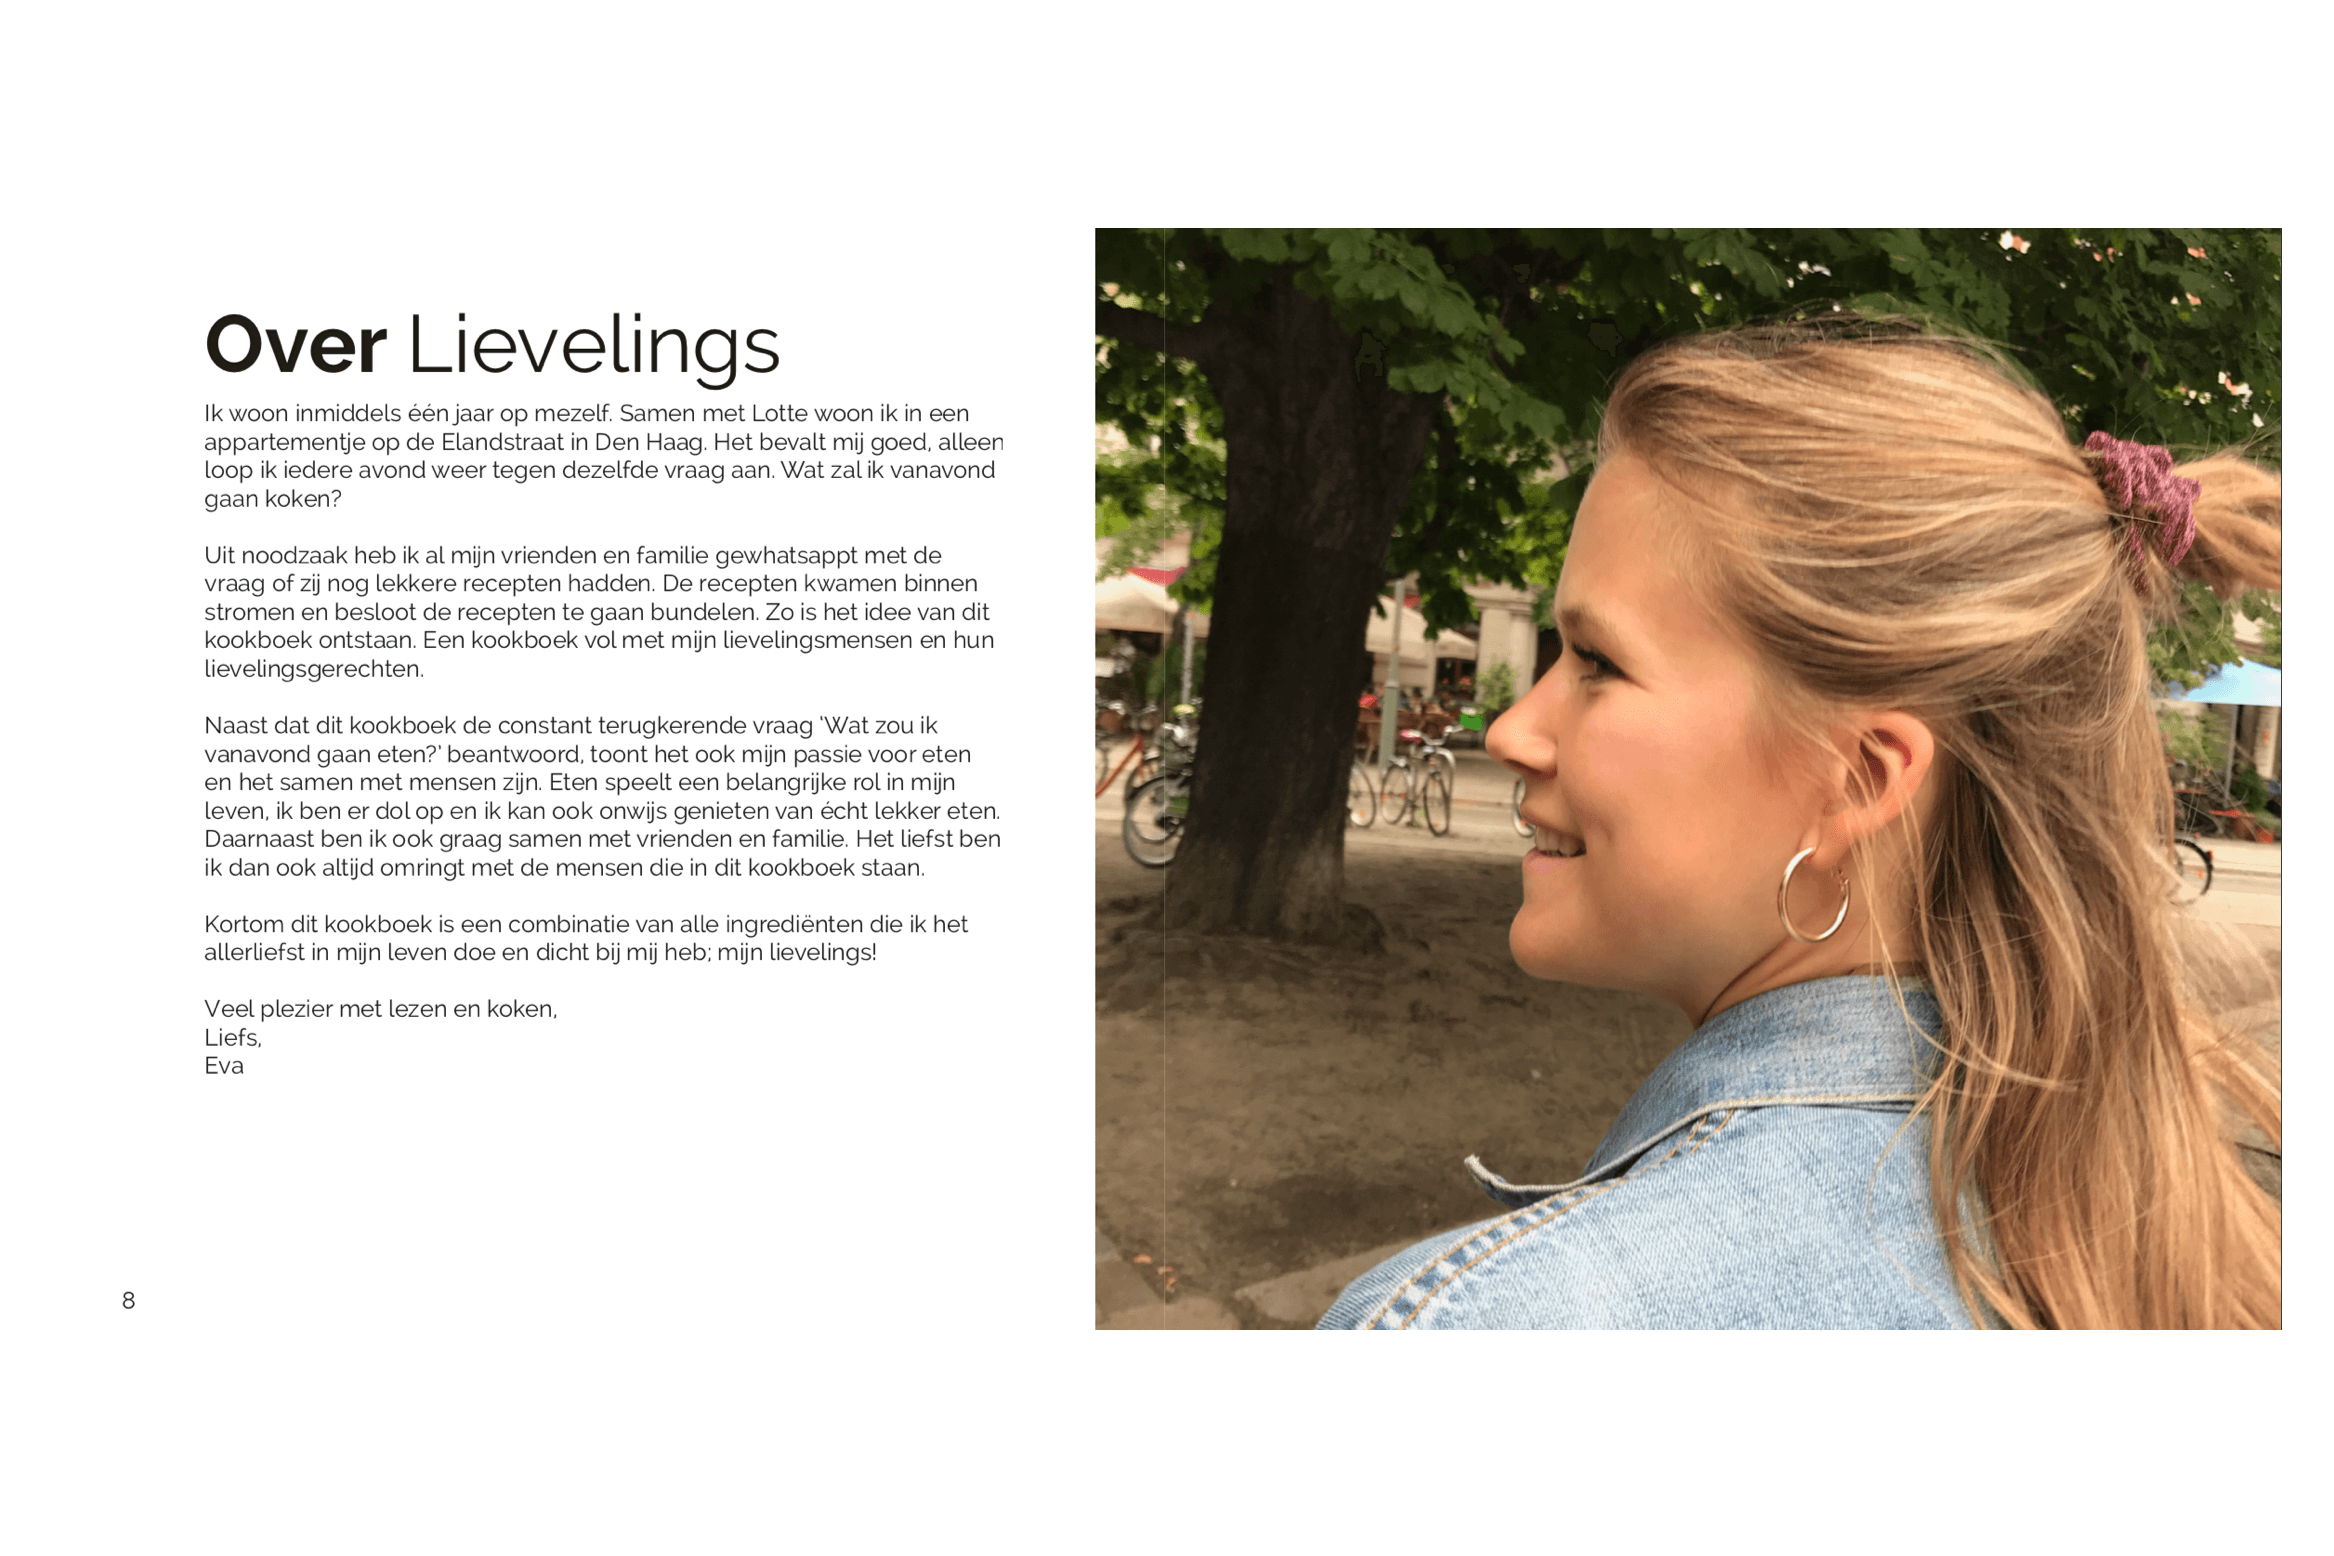 Over Lievelings
Ik woon inmiddels één jaar op mezelf. Samen met Lotte woon ik in een
appartementje op de Elandstraat in Den Haag. Het bevalt mij goed, alleen
loop ik iedere avond weer tegen dezelfde vraag aan. Wat zal ik vanavond
gaan koken?
Uit noodzaak heb ik al mijn vrienden en familie gewhatsappt met de
vraag of zij nog lekkere recepten hadden. De recepten kwamen binnen
stromen en besloot de recepten te gaan bundelen. Zo is het idee van dit
kookboek ontstaan. Een kookboek vol met mijn lievelingsmensen en hun
lievelingsgerechten.
Naast dat dit kookboek de constant terugkerende vraag ‘Wat zou ik
vanavond gaan eten?’ beantwoord, toont het ook mijn passie voor eten
en het samen met mensen zijn. Eten speelt een belangrijke rol in mijn
leven, ik ben er dol op en ik kan ook onwijs genieten van écht lekker eten.
Daarnaast ben ik ook graag samen met vrienden en familie. Het liefst ben
ik dan ook altijd omringt met de mensen die in dit kookboek staan.
Kortom dit kookboek is een combinatie van alle ingrediënten die ik het
allerliefst in mijn leven doe en dicht bij mij heb; mijn lievelings!
Veel plezier met lezen en koken,
Liefs,
Eva
8